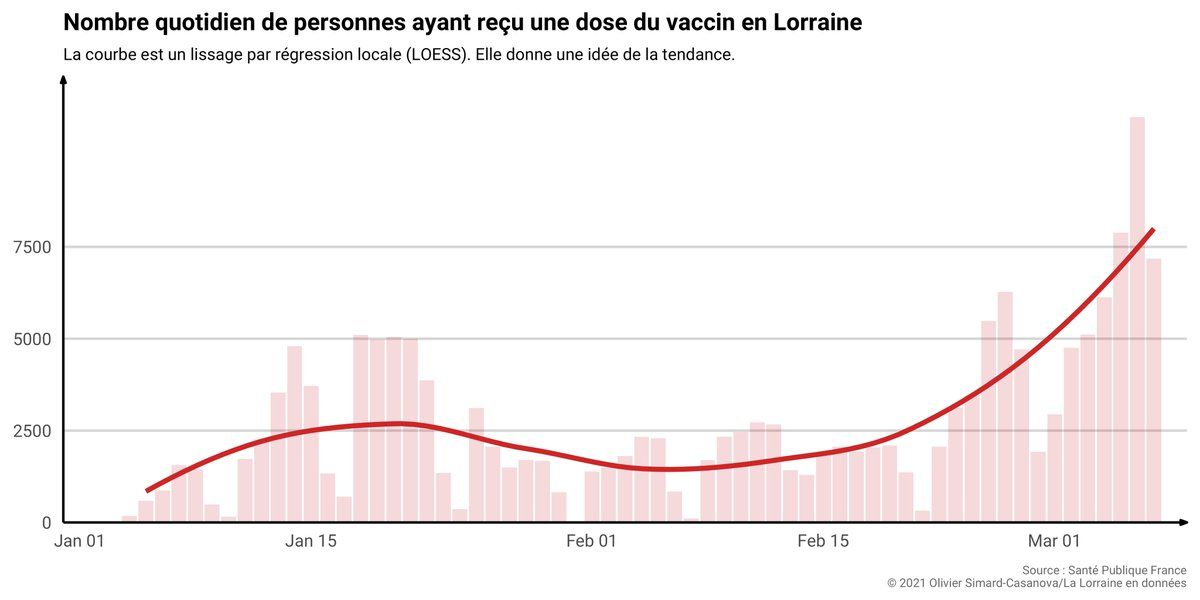 Nombre quotidien de personnes ayant reçu une dose du vaccin en Lorraine
La courbe est un lissage par régression locale (LOESS). Elle donne une idée de la tendance.
7500
5000
2500
0
Jan 01 Jan 15 Feb 01 Feb 15 Mar 01
Source : Santé Publique France
© 2021 Olivier Simard-Casanova/La Lorraine en données